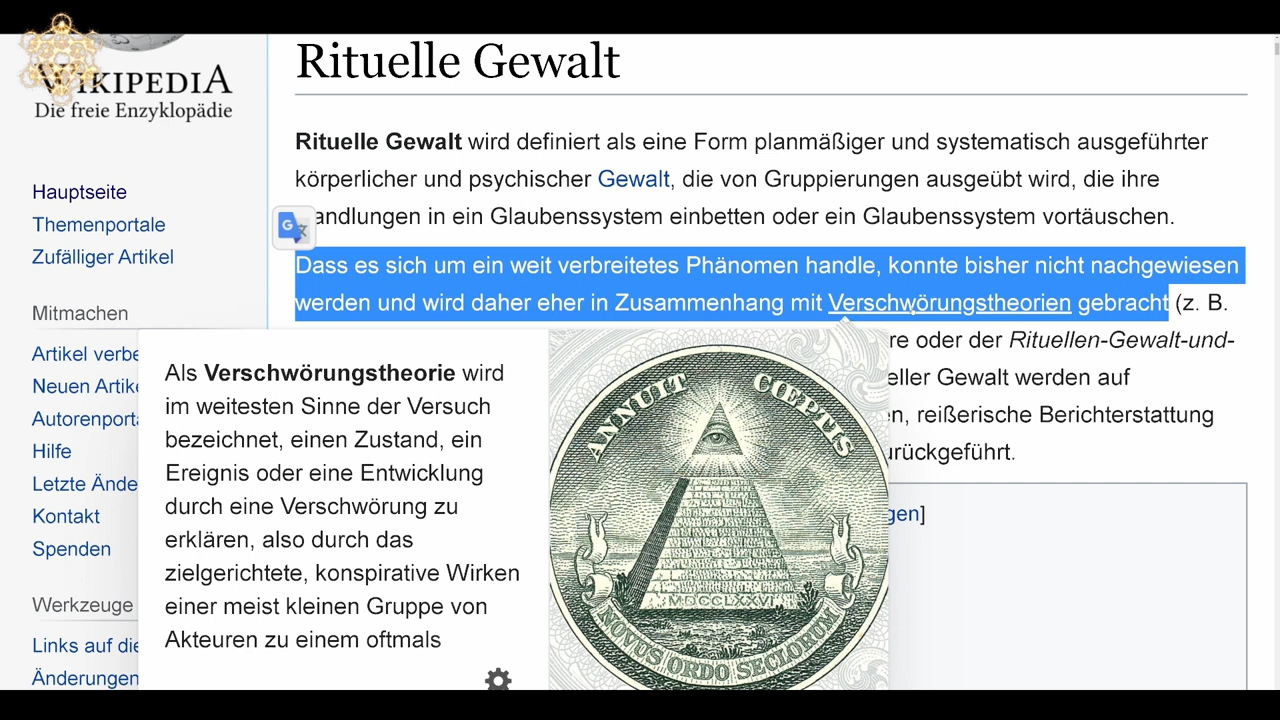 Rituelle Gewalt
WIKIPEDIA
Die freie Enzyklopädie
Hauptseite
Themenportale
Zufälliger Artikel
Mitmachen
Artikel verbe
Neuen Artik
Autorenporta
Hilfe
Letzte Ände
Kontakt
Spenden
Werkzeuge
Links auf die
Änderungen
Rituelle Gewalt wird definiert als eine Form planmäßiger und systematisch ausgeführter
körperlicher und psychischer Gewalt, die von Gruppierungen ausgeübt wird, die ihre
andlungen in ein Glaubenssystem einbetten oder ein Glaubenssystem vortäuschen.
G
Dass es sich um ein weit verbreitetes Phänomen handle, konnte bisher nicht nachgewiesen
werden und wird daher eher in Zusammenhang mit Verschwörungstheorien gebracht (z. B.
re oder der Rituellen-Gewalt-und-
eller Gewalt werden auf
en, reißerische Berichterstattung
urückgeführt.
gen]
Als Verschwörungstheorie wird
im weitesten Sinne der Versuch
bezeichnet, einen Zustand, ein
Ereignis oder eine Entwicklung
durch eine Verschwörung zu
erklären, also durch das
zielgerichtete, konspirative Wirken
einer meist kleinen Gruppe von
Akteuren zu einem oftmals
ANNUIT CŒPTIS
MDCCLXXVI
NOVUS ORDO SECLORUM